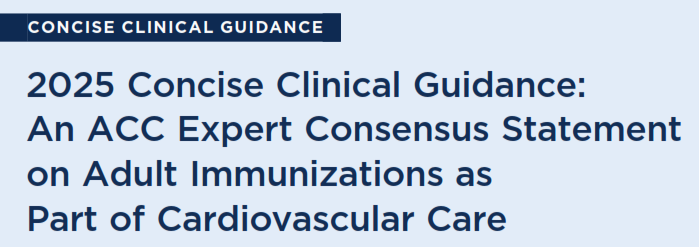 CONCISE CLINICAL GUIDANCE
2025 Concise Clinical Guidance:
An ACC Expert Consensus Statement
on Adult Immunizations as
Part of Cardiovascular Care